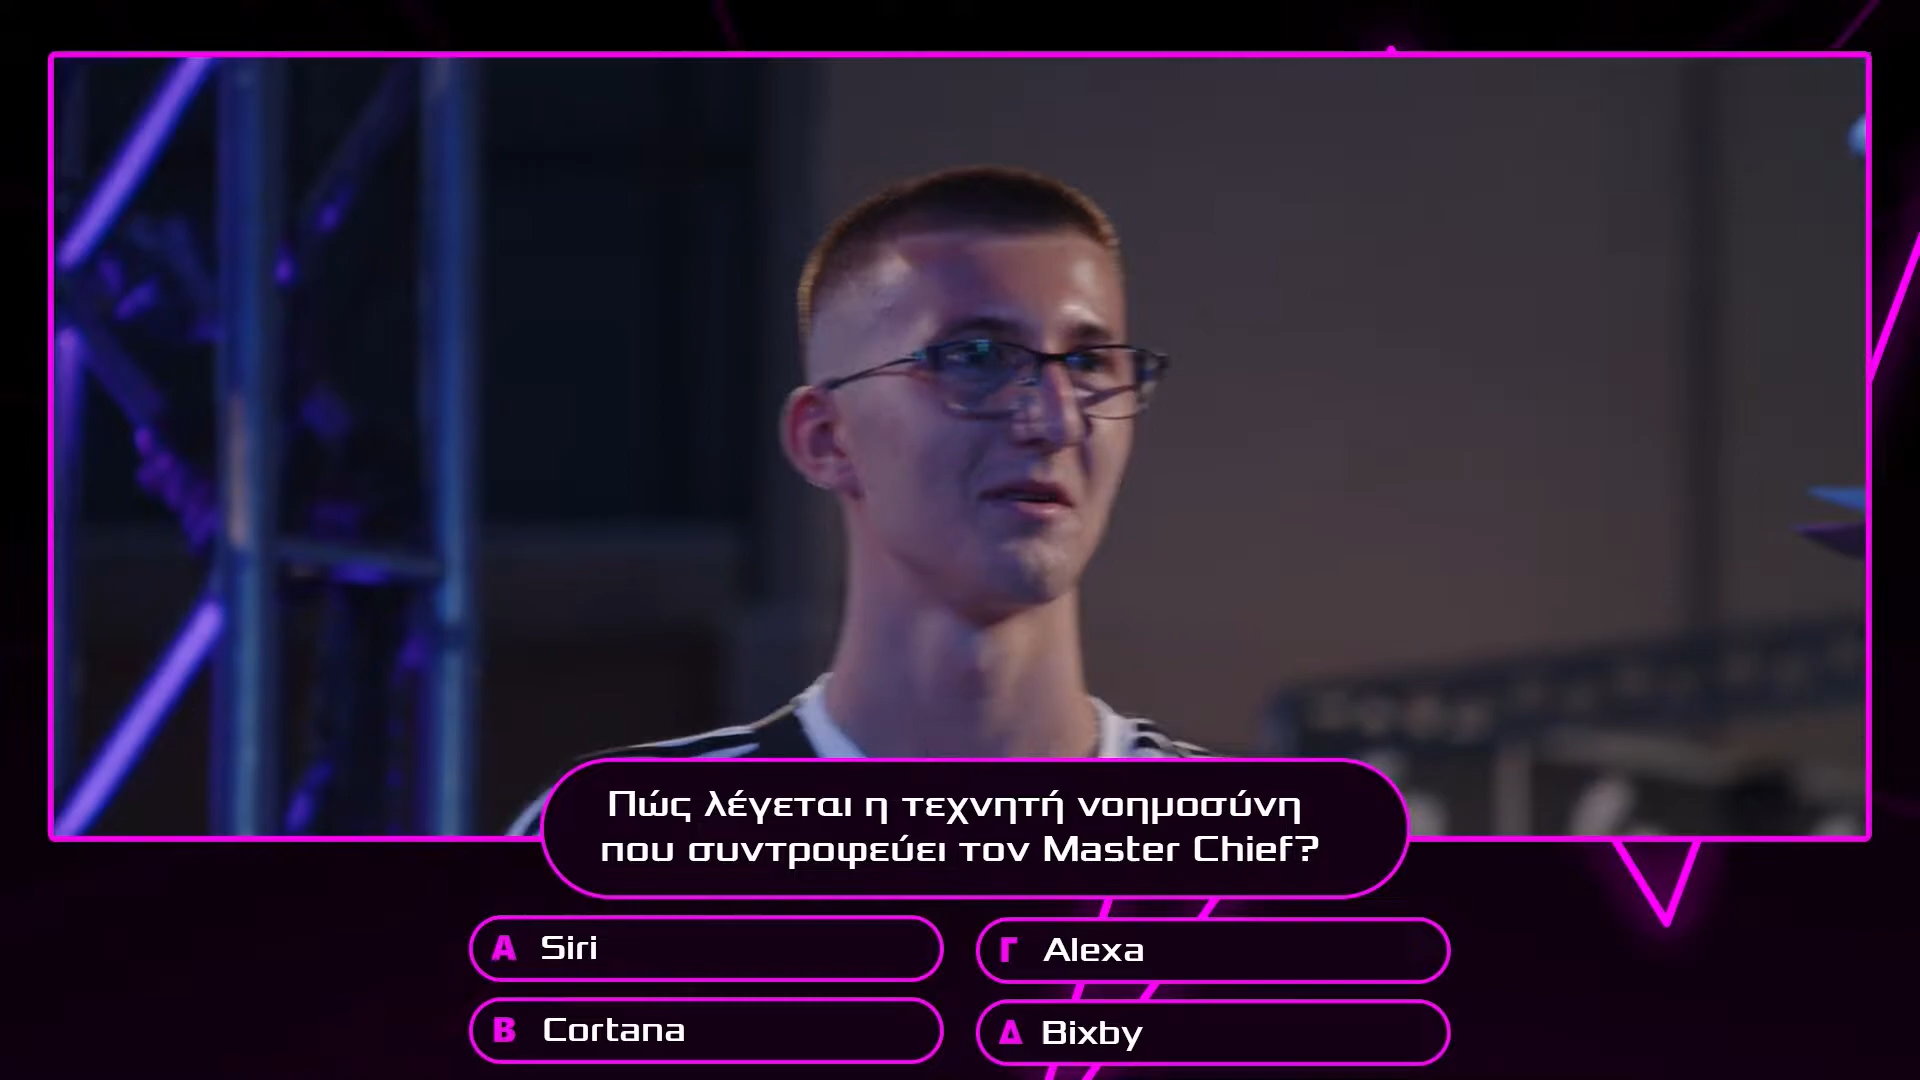 Πώς λέγεται η τεχνητή νοημοσύνη
που συντροφεύει τον Master Chief?
Α Siri
Γ Alexa
Β Cortana
Δ Bixby